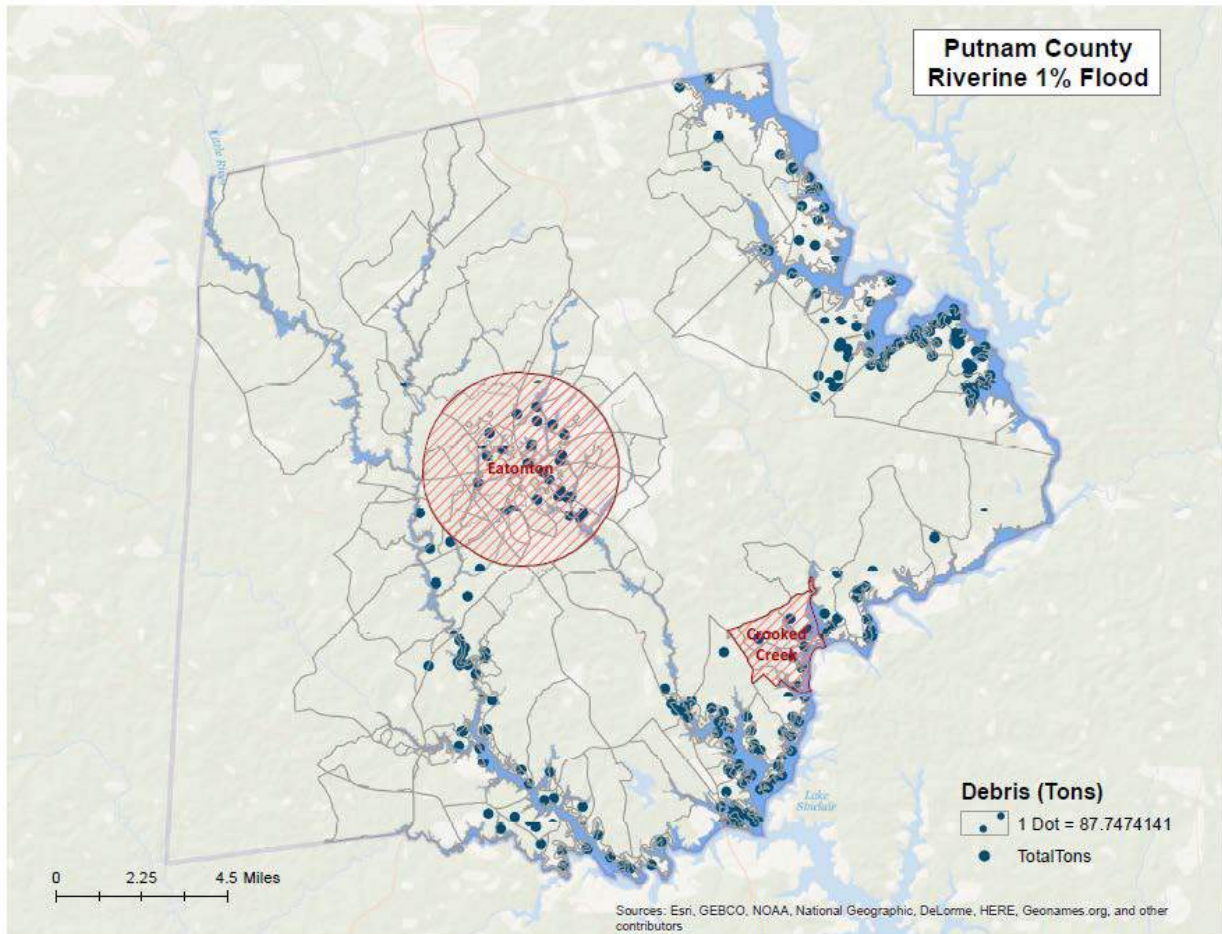 Putnam County
Riverine 1% Flood
Little River
Eatonton
Crooked
Creek
Lake
Sinclair
Debris (Tons)
1 Dot = 87.7474141
TotalTons
0 2.25 4.5 Miles
Sources: Esri, GEBCO, NOAA, National Geographic, DeLorme, HERE, Geonames.org, and other
contributors